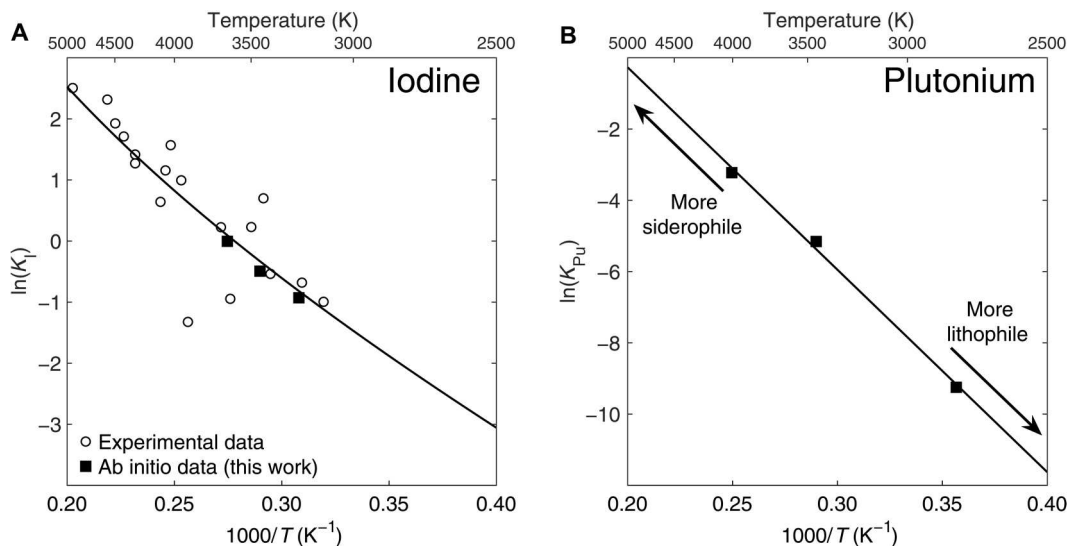 A
Temperature (K)
5000 4500 4000 3500 3000 2500
Iodine
2
1
0
−1
−2
−3
ln(K_I)
Experimental data
Ab initio data (this work)
0.20 0.25 0.30 0.35 0.40
1000/T (K⁻¹)
B
Temperature (K)
5000 4500 4000 3500 3000 2500
Plutonium
−2
−4
−6
−8
−10
ln(K_Pu)
More
siderophile
More
lithophile
0.20 0.25 0.30 0.35 0.40
1000/T (K⁻¹)